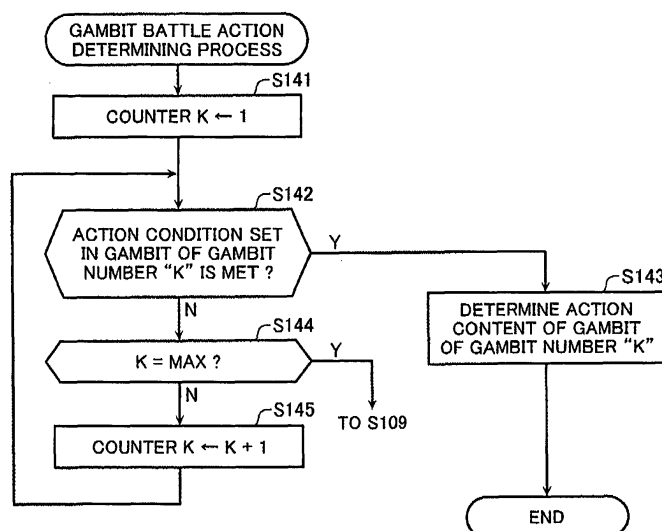 GAMBIT BATTLE ACTION
DETERMINING PROCESS
S141
COUNTER K ← 1
S142
ACTION CONDITION SET
IN GAMBIT OF GAMBIT
NUMBER “K” IS MET ?
Y
N
S143
DETERMINE ACTION
CONTENT OF GAMBIT
OF GAMBIT NUMBER “K”
S144
K = MAX ?
Y
N
TO S109
S145
COUNTER K ← K + 1
END